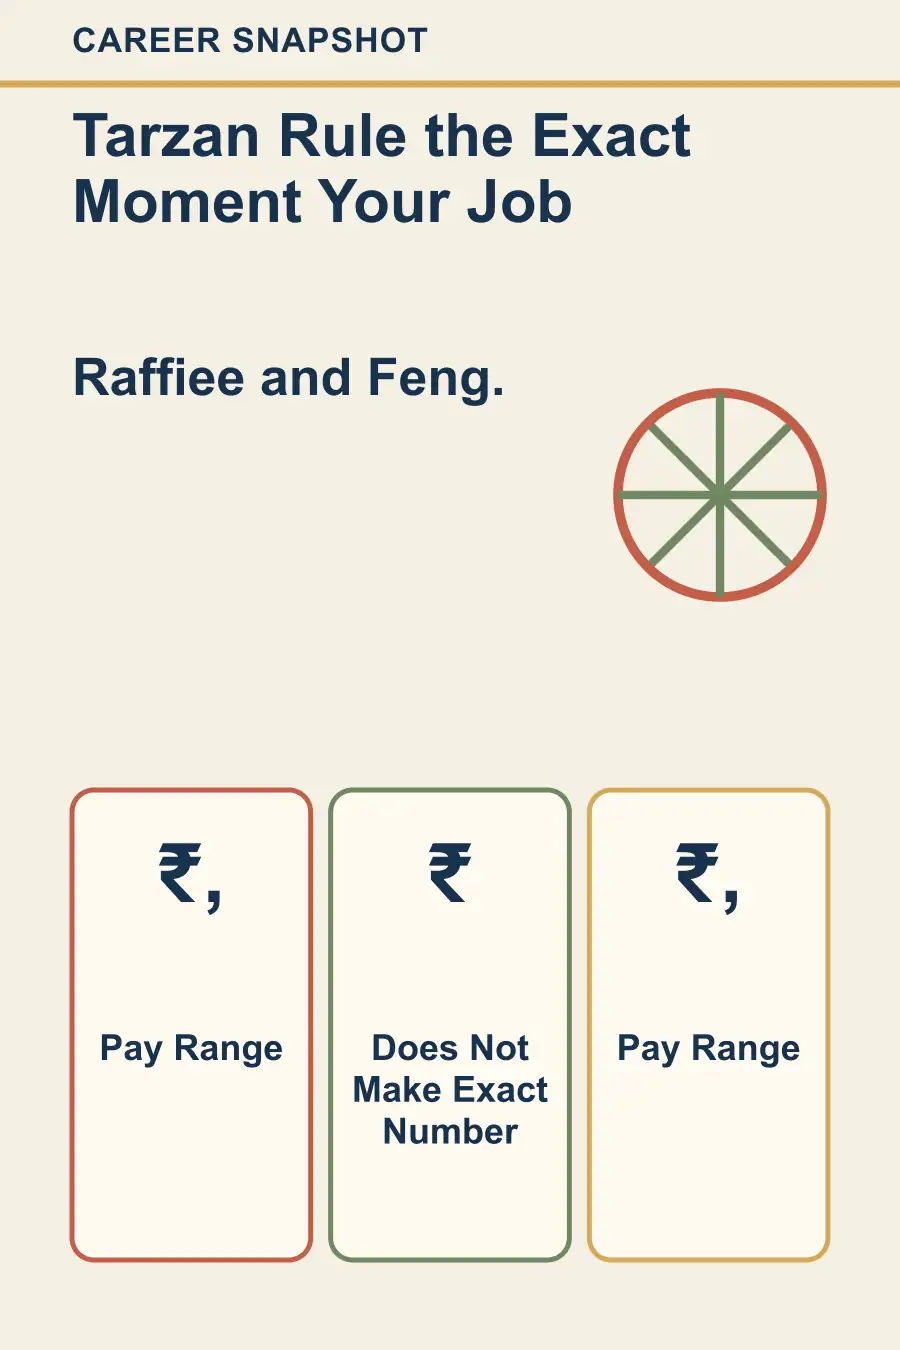 CAREER SNAPSHOT
Tarzan Rule the Exact
Moment Your Job
Raffiee and Feng.
₹,
Pay Range
₹
Does Not
Make Exact
Number
₹,
Pay Range